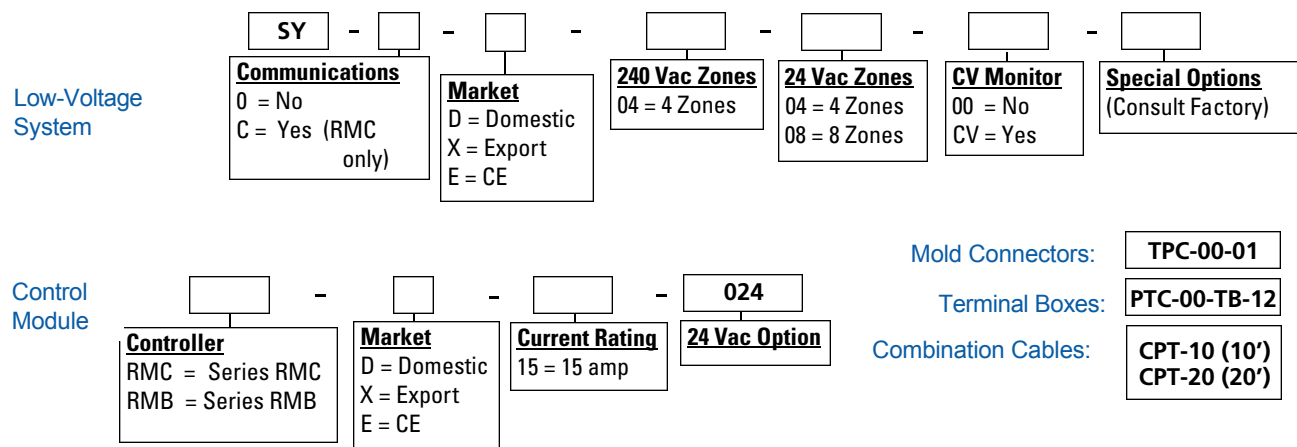 SY - - - - - -
Low-Voltage
System
Communications
0 = No
C = Yes (RMC
only)
Market
D = Domestic
X = Export
E = CE
240 Vac Zones
04 = 4 Zones
24 Vac Zones
04 = 4 Zones
08 = 8 Zones
CV Monitor
00 = No
CV = Yes
Special Options
(Consult Factory)
Control
Module
- - - 024
Controller
RMC = Series RMC
RMB = Series RMB
Market
D = Domestic
X = Export
E = CE
Current Rating
15 = 15 amp
24 Vac Option
Mold Connectors: TPC-00-01
Terminal Boxes: PTC-00-TB-12
Combination Cables: CPT-10 (10’)
CPT-20 (20’)